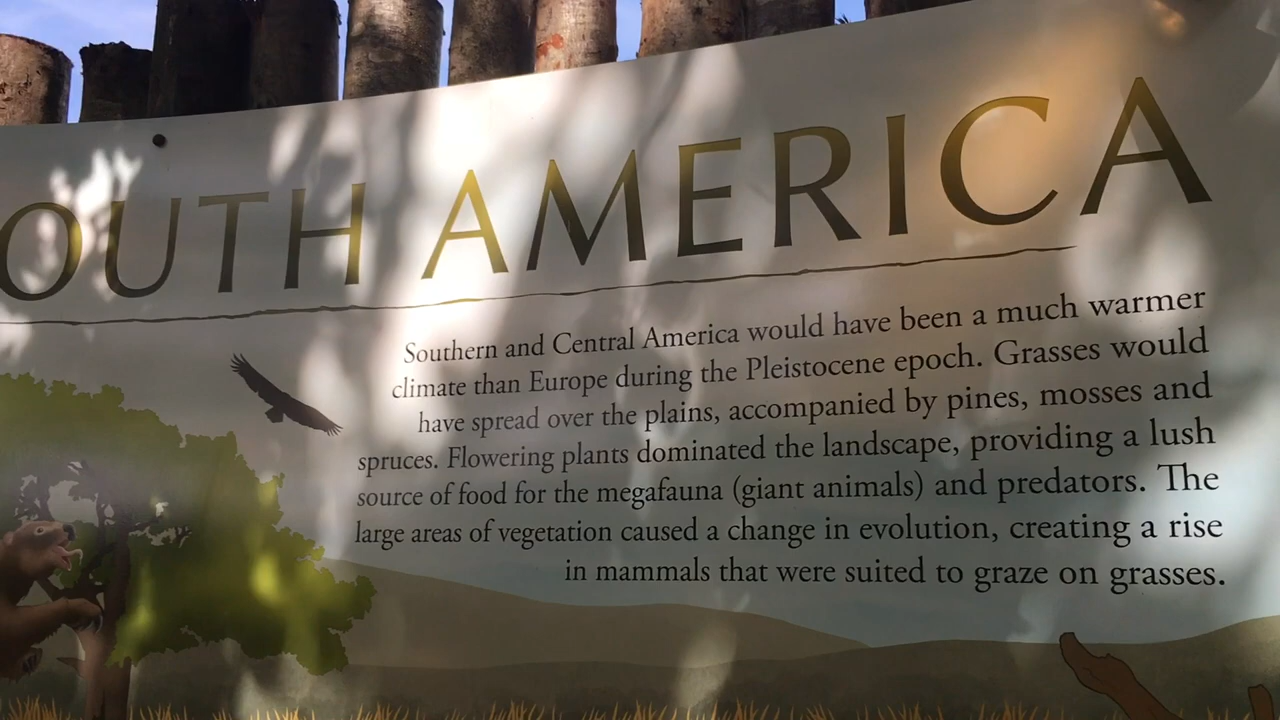 OUTH AMERICA
Southern and Central America would have been a much warmer
climate than Europe during the Pleistocene epoch. Grasses would
have spread over the plains, accompanied by pines, mosses and
spruces. Flowering plants dominated the landscape, providing a lush
source of food for the megafauna (giant animals) and predators. The
large areas of vegetation caused a change in evolution, creating a rise
in mammals that were suited to graze on grasses.